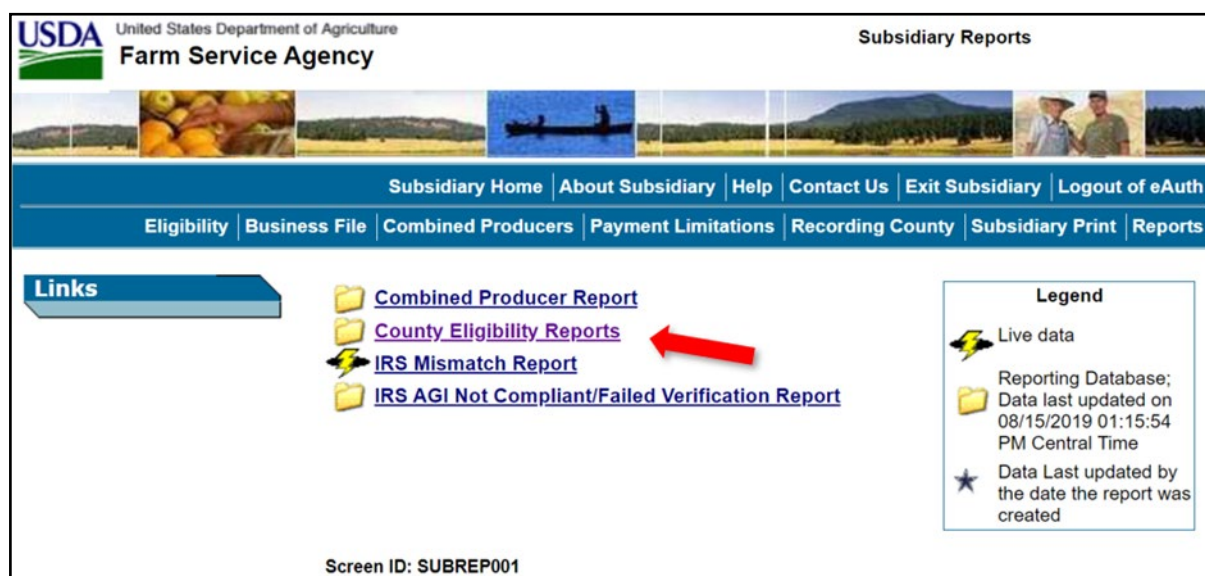 USDA
United States Department of Agriculture
Farm Service Agency
Subsidiary Reports
Subsidiary Home | About Subsidiary | Help | Contact Us | Exit Subsidiary | Logout of eAuth
Eligibility | Business File | Combined Producers | Payment Limitations | Recording County | Subsidiary Print | Reports
Links
Combined Producer Report
County Eligibility Reports
IRS Mismatch Report
IRS AGI Not Compliant/Failed Verification Report
Legend
Live data
Reporting Database;
Data last updated on
08/15/2019 01:15:54
PM Central Time
Data Last updated by
the date the report was
created
Screen ID: SUBREP001